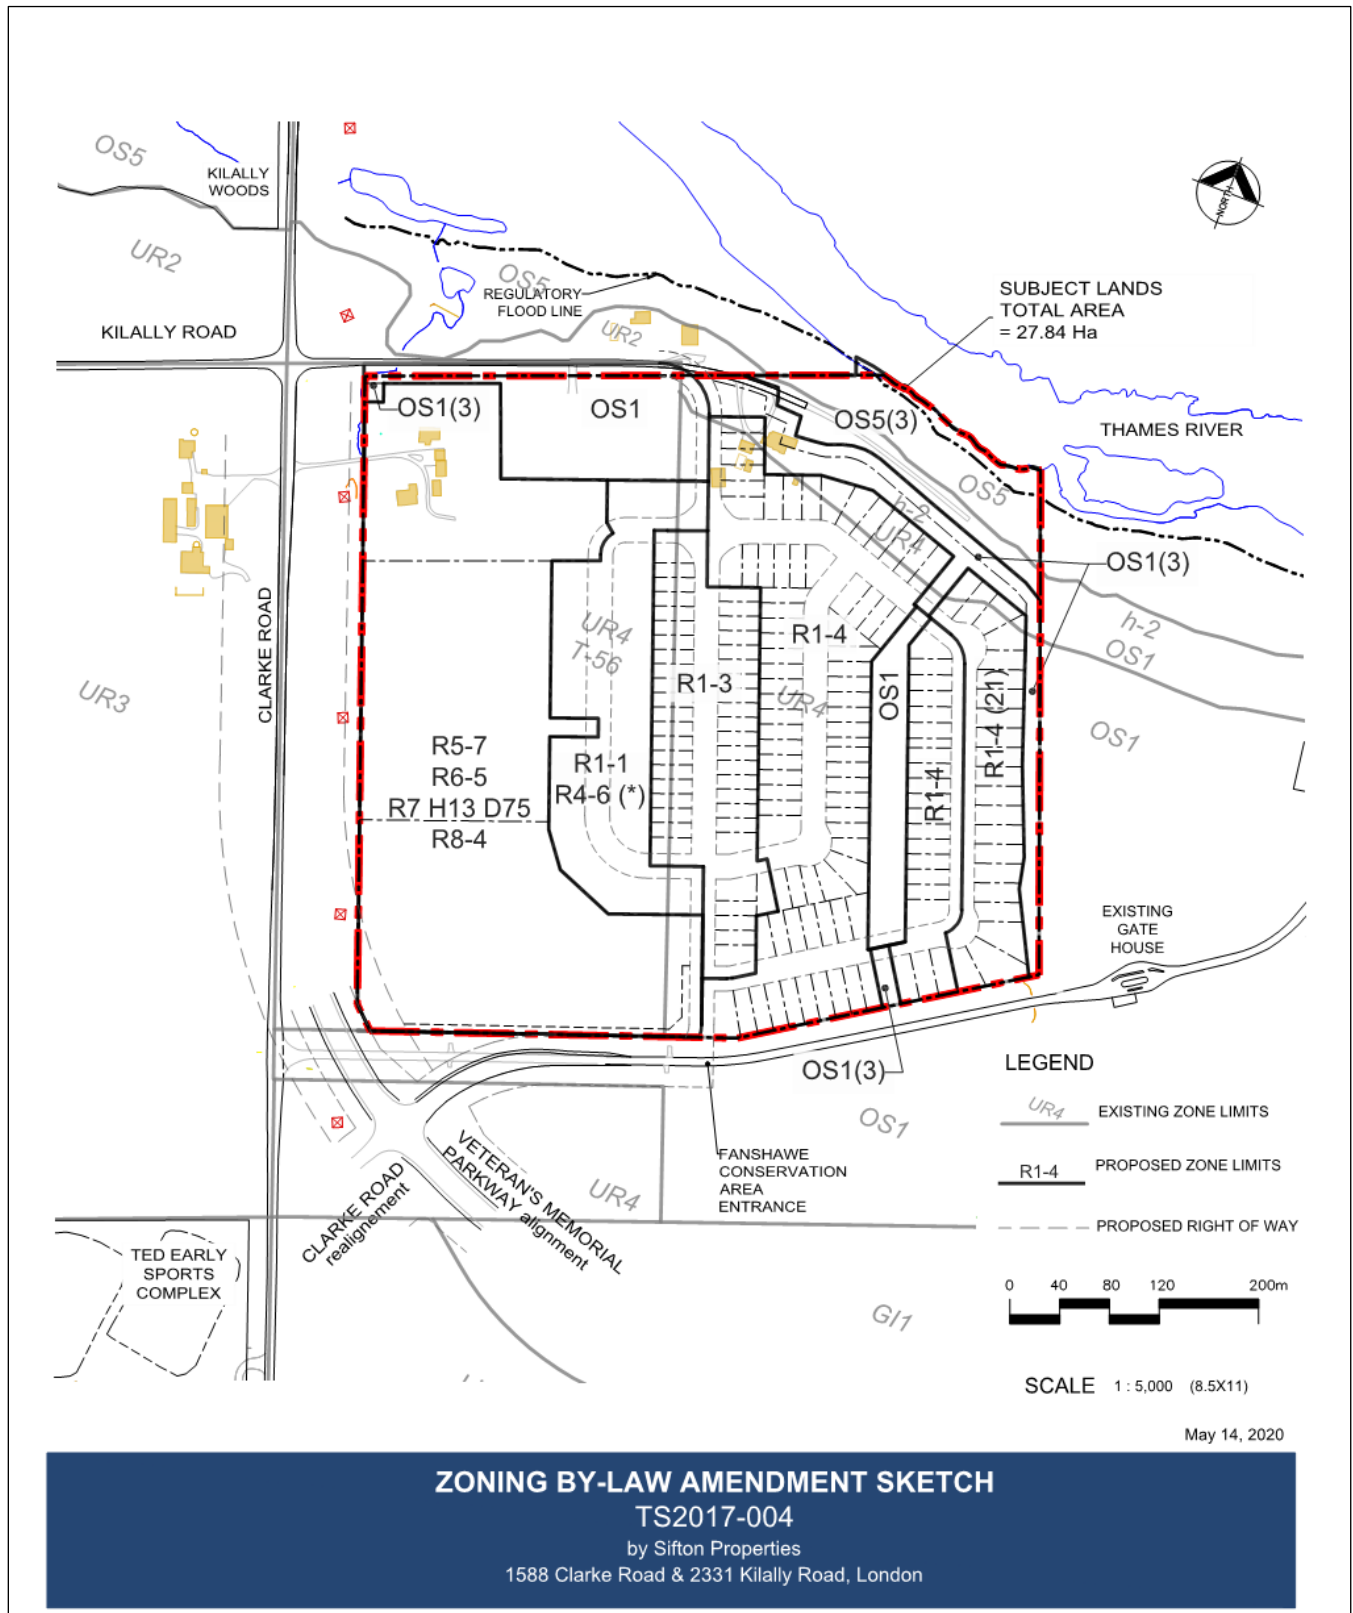 OS5
KILALLY
WOODS
UR2
OS5
REGULATORY
FLOOD LINE
NORTH
SUBJECT LANDS
TOTAL AREA
= 27.84 Ha
KILALLY ROAD
UR2
OS1(3)
OS1
OS5(3)
THAMES RIVER
OS5
h-2
UR4
OS1(3)
h-2
OS1
UR4
T-56
R1-4
CLARKE ROAD
UR3
R1-3
UR4
OS1
R1-4 (21)
OS1
R5-7
R6-5
R7 H13 D75
R8-4
R1-1
R4-6 (*)
R1-4
EXISTING
GATE
HOUSE
OS1(3)
OS1
LEGEND
UR4
EXISTING ZONE LIMITS
R1-4
PROPOSED ZONE LIMITS
PROPOSED RIGHT OF WAY
FANSHAWE
CONSERVATION
AREA
ENTRANCE
CLARKE ROAD
realignement
VETERAN'S MEMORIAL
PARKWAY alignment
UR4
TED EARLY
SPORTS
COMPLEX
GI1
0 40 80 120 200m
SCALE 1 : 5,000 (8.5X11)
May 14, 2020
ZONING BY-LAW AMENDMENT SKETCH
TS2017-004
by Sifton Properties
1588 Clarke Road & 2331 Kilally Road, London